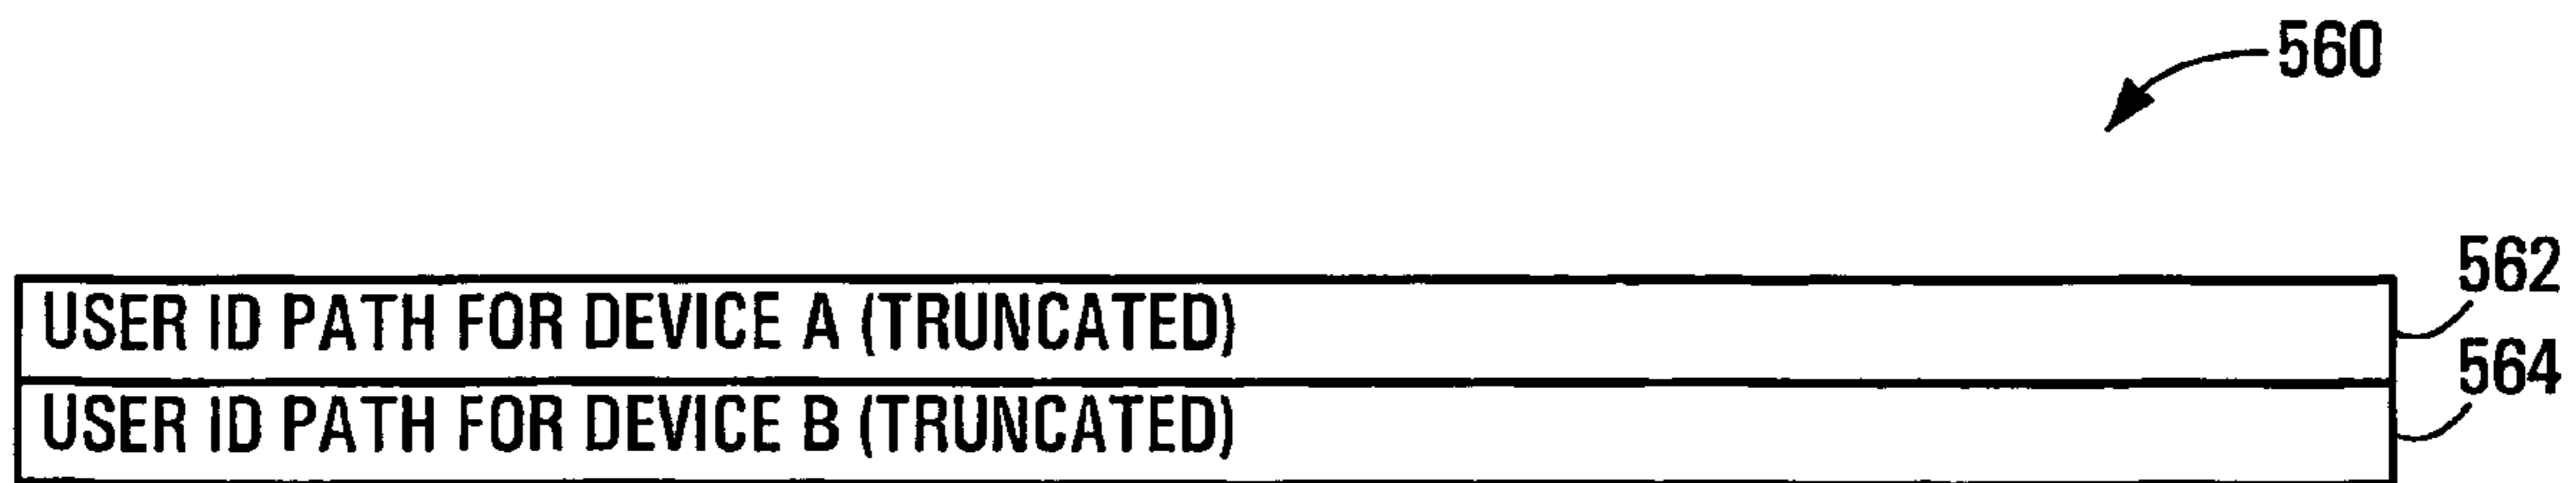 560
562
USER ID PATH FOR DEVICE A (TRUNCATED)
564
USER ID PATH FOR DEVICE B (TRUNCATED)